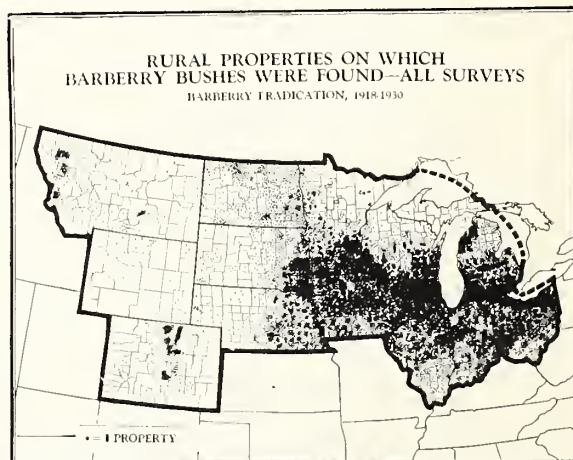 RURAL PROPERTIES ON WHICH
BARBERRY BUSHES WERE FOUND—ALL SURVEYS
BARBERRY ERADICATION, 1918-1930
• = 1 PROPERTY